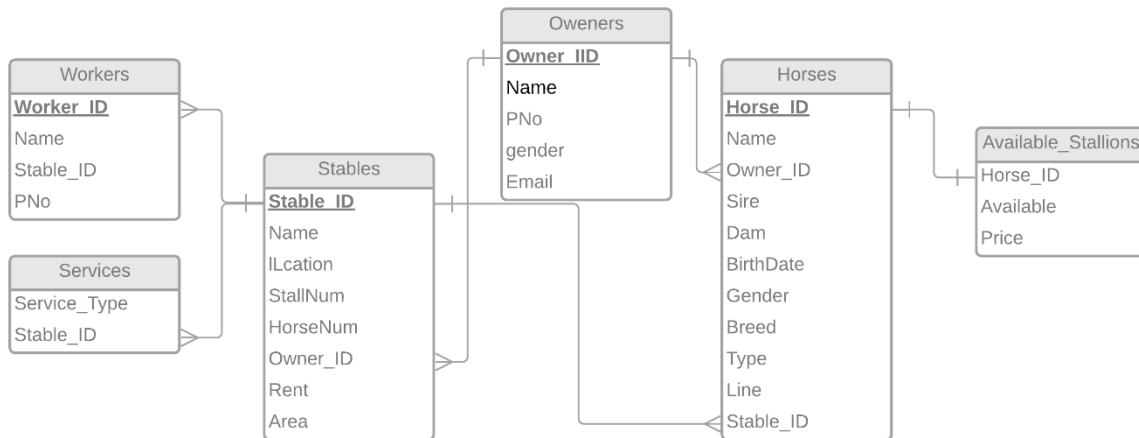 Workers
Worker_ID
Name
Stable_ID
PNo
Services
Service_Type
Stable_ID
Stables
Stable_ID
Name
lLcation
StallNum
HorseNum
Owner_ID
Rent
Area
Oweners
Owner_IID
Name
PNo
gender
Email
Horses
Horse_ID
Name
Owner_ID
Sire
Dam
BirthDate
Gender
Breed
Type
Line
Stable_ID
Available_Stallions
Horse_ID
Available
Price